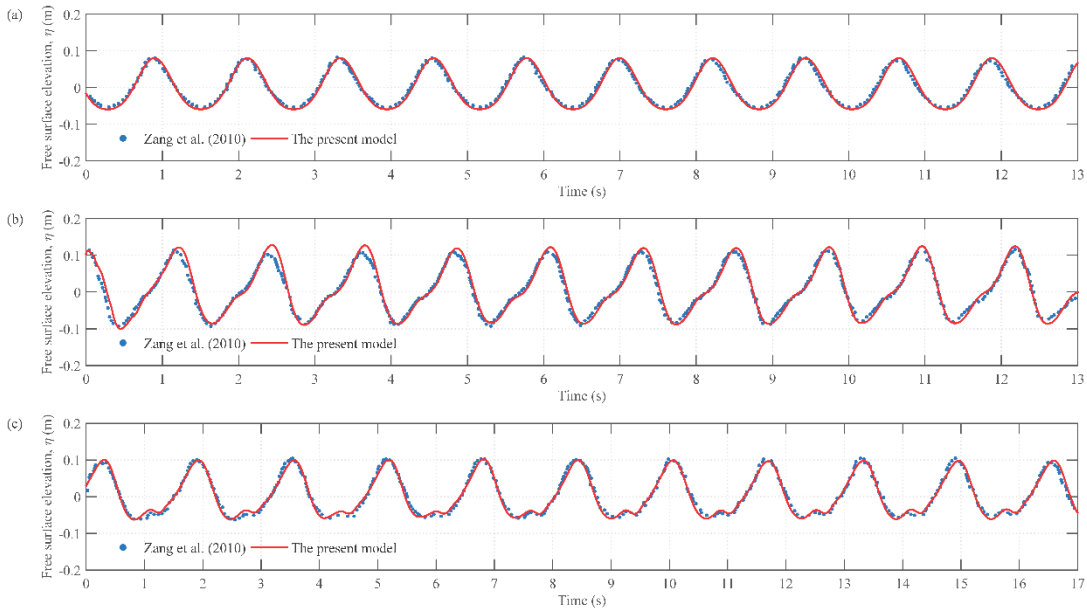 (a)
Free surface elevation, η (m)
0.2
0.1
0
-0.1
-0.2
Zang et al. (2010) The present model
0 1 2 3 4 5 6 7 8 9 10 11 12 13
Time (s)
(b)
Free surface elevation, η (m)
0.2
0.1
0
-0.1
-0.2
Zang et al. (2010) The present model
0 1 2 3 4 5 6 7 8 9 10 11 12 13
Time (s)
(c)
Free surface elevation, η (m)
0.2
0.1
0
-0.1
-0.2
Zang et al. (2010) The present model
0 1 2 3 4 5 6 7 8 9 10 11 12 13 14 15 16 17
Time (s)